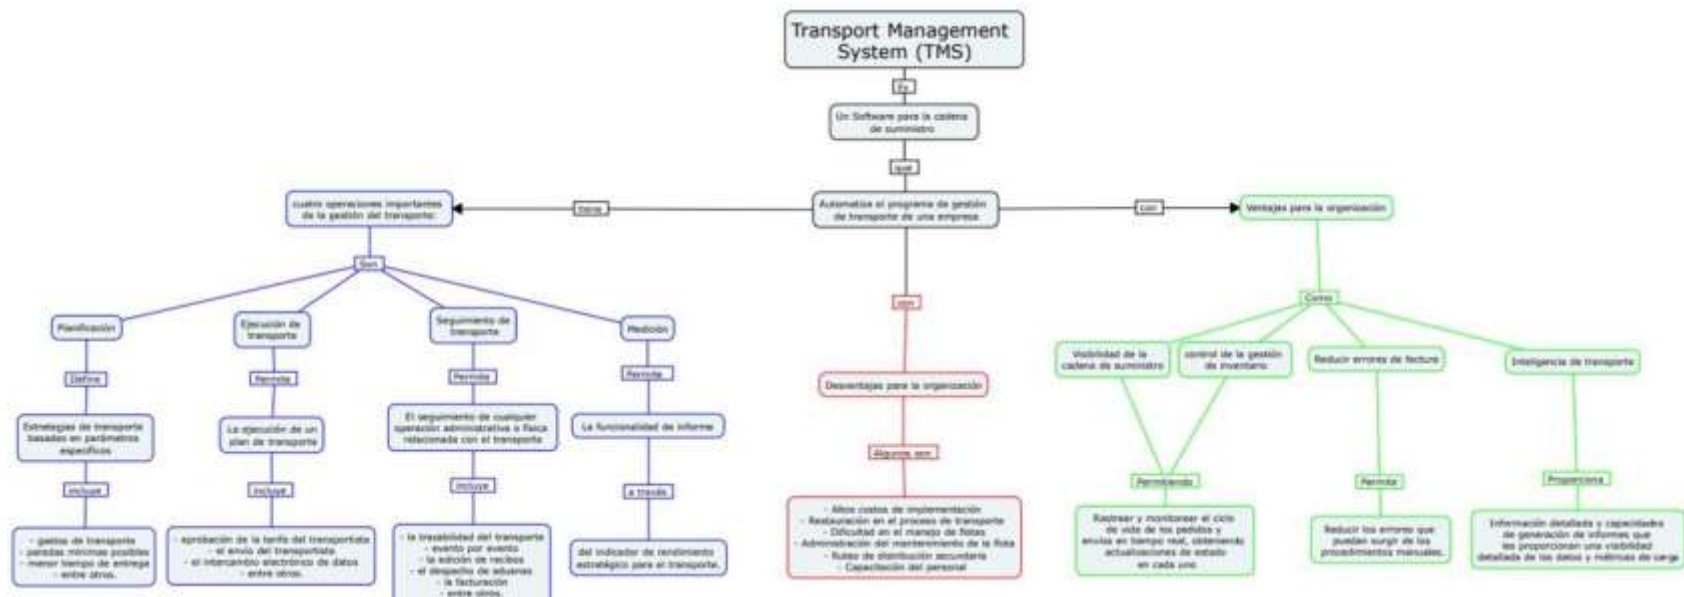 Transport Management
System (TMS)
Es
Un Software para la cadena
de suministro
que
Automatiza el programa de gestión
de transporte de una empresa
tiene
cuatro operaciones importantes
de la gestión del transporte:
Son
Planificación
Define
Estrategias de transporte
basadas en parámetros
específicos
incluye
- gastos de transporte
- paradas mínimas posibles
- menor tiempo de entrega
- entre otros.
Ejecución de
transporte
Permite
La ejecución de un
plan de transporte
incluye
- aprobación de la tarifa del transportista
- el envío del transportista
- el intercambio electrónico de datos
- entre otros.
Seguimiento de
transporte
Permite
El seguimiento de cualquier
operación administrativa o física
relacionada con el transporte
incluye
- la trazabilidad del transporte
- evento por evento
- la edición de recibos
- el despacho de aduanas
- la facturación
- entre otros.
Medición
Permite
La funcionalidad de informe
a través
del indicador de rendimiento
estratégico para el transporte.
con
Desventajas para la organización
Algunas son
- Altos costos de implementación
- Restauración en el proceso de transporte
- Dificultad en el manejo de flotas
- Administración del mantenimiento de la flota
- Rutas de distribución secundaria
- Capacitación del personal
con
Ventajas para la organización
Como
Visibilidad de la
cadena de suministro
control de la gestión
de inventario
Permitiendo
Rastrear y monitorear el ciclo
de vida de los pedidos y
envíos en tiempo real, obteniendo
actualizaciones de estado
en cada uno
Reducir errores de factura
Permite
Reducir los errores que
puedan surgir de los
procedimientos manuales.
Inteligencia de transporte
Proporciona
Información detallada y capacidades
de generación de informes que
les proporcionan una visibilidad
detallada de los datos y métricas de carga